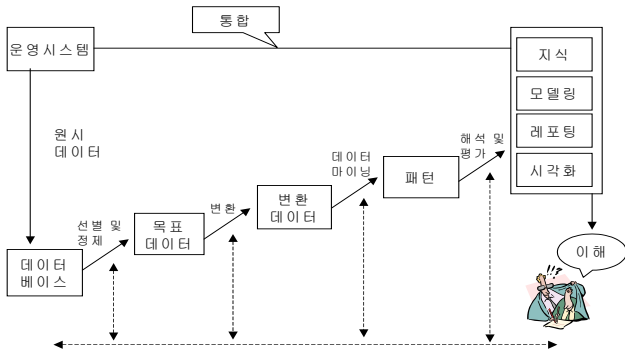 통합
운영시스템
지식
모델링
레포팅
시각화
원시
데이터
해석 및
평가
데이터
마이닝
패턴
변환
변환
데이터
선별 및
정제
목표
데이터
데이터
베이스
이해
!!?